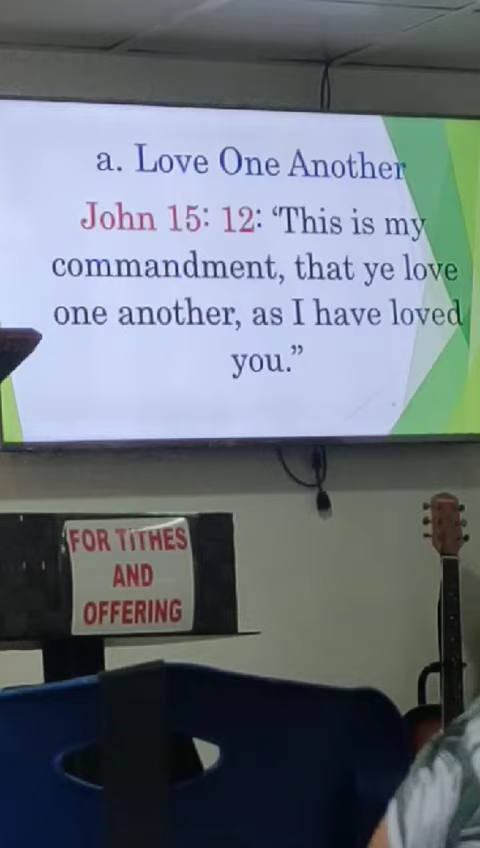 a. Love One Another
John 15: 12: ‘This is my
commandment, that ye love
one another, as I have loved
you.”
FOR TITHES
AND
OFFERING